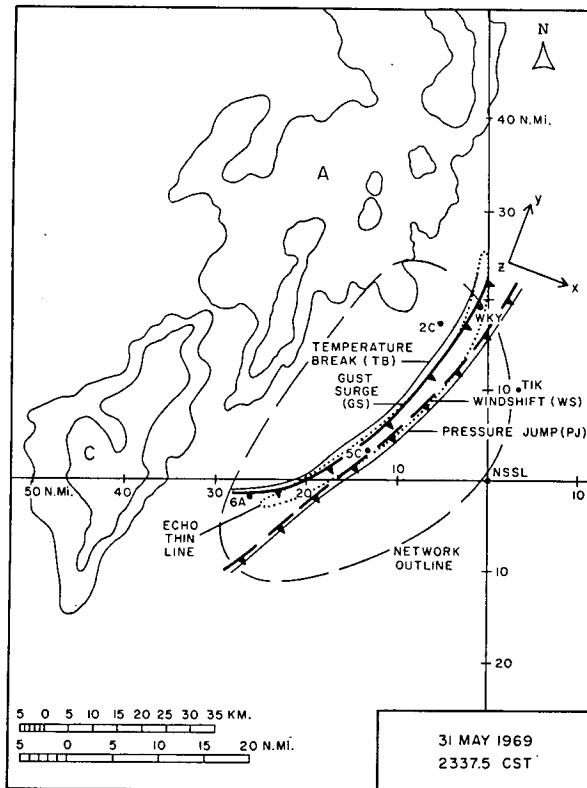 N
40 N.Mi.
A
30
y
Z
x
2C
WKY
TEMPERATURE
BREAK (TB)
GUST
SURGE
(GS)
10
TIK
WINDSHIFT (WS)
PRESSURE JUMP (PJ)
C
5C
50 N.Mi.
40
30
6A
10
NSSL
10
ECHO
THIN
LINE
NETWORK
OUTLINE
10
20
5 0 5 10 15 20 25 30 35 KM.
5 0 5 10 15 20 N.Mi.
31 MAY 1969
2337.5 CST